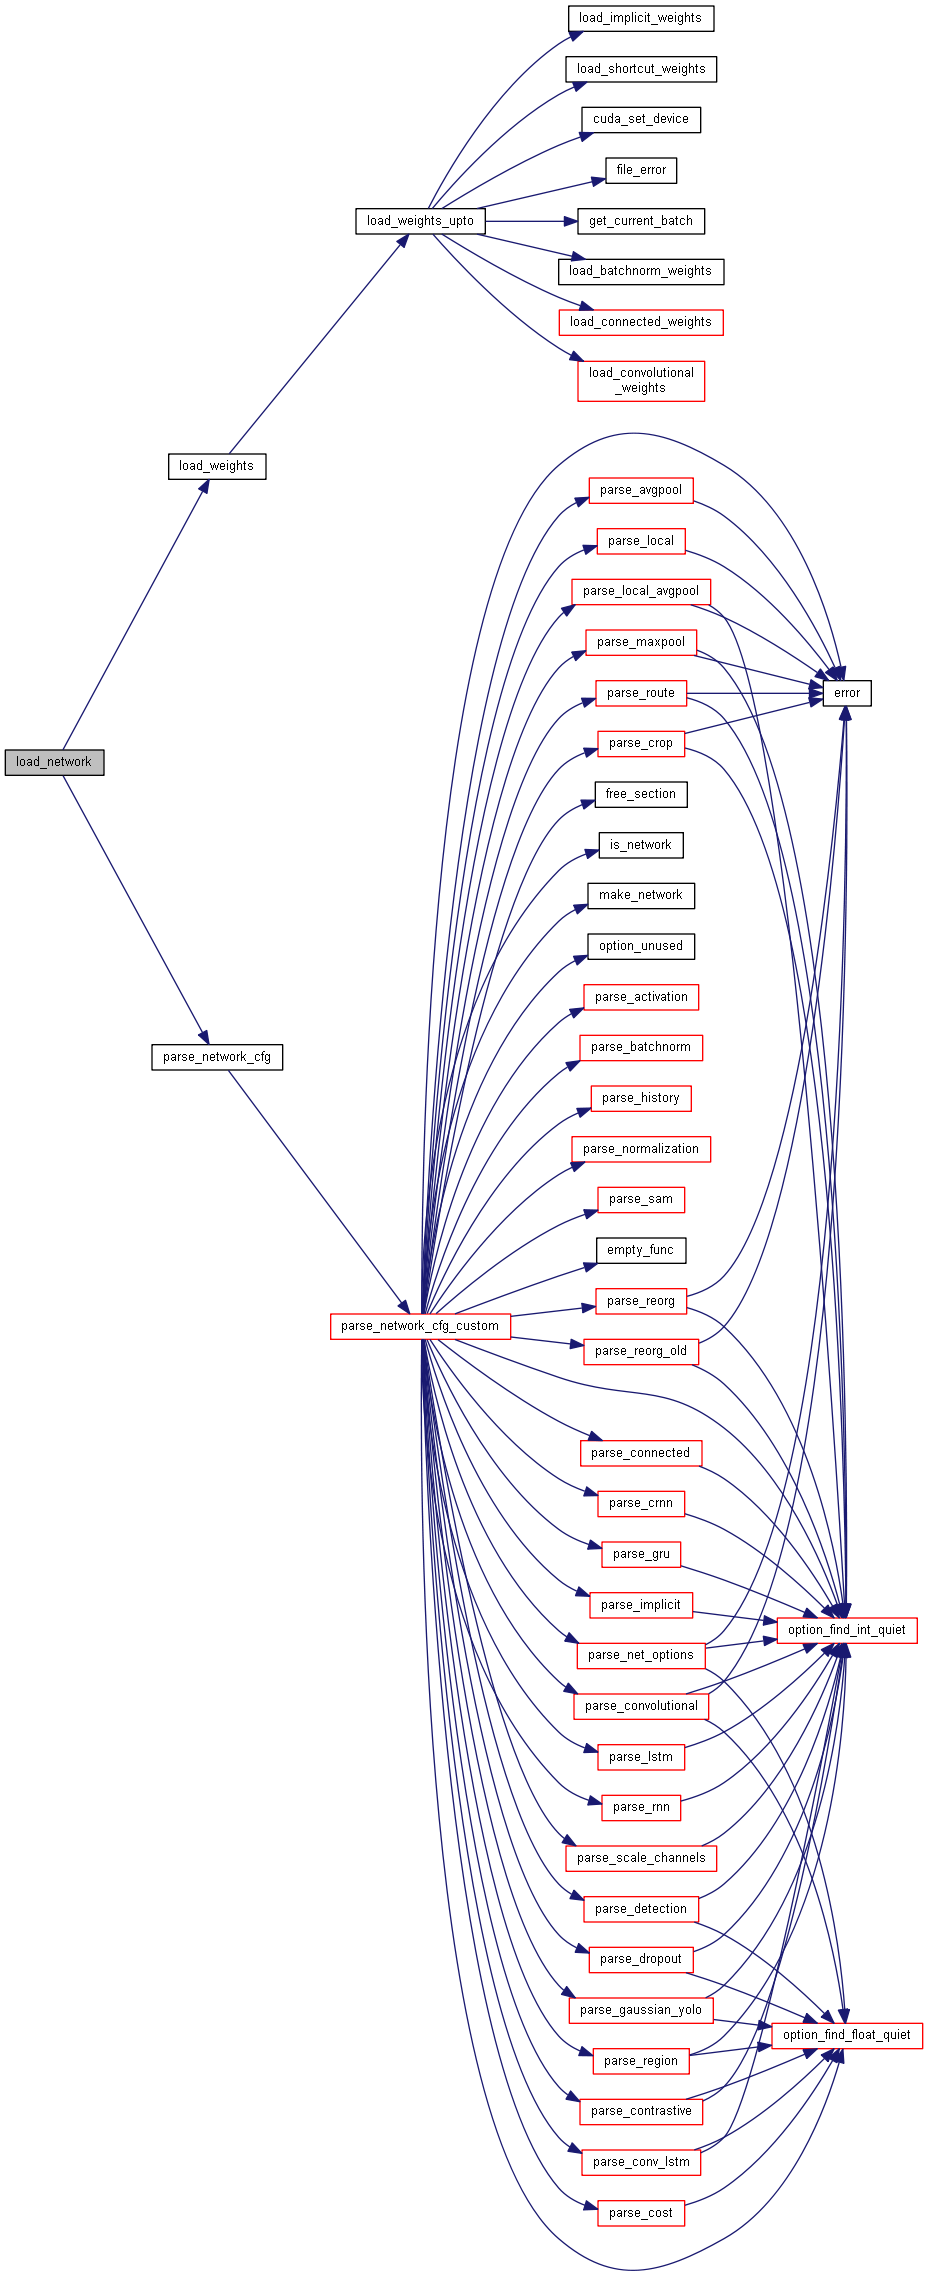 load_implicit_weights
load_shortcut_weights
cuda_set_device
file_error
load_weights_upto
get_current_batch
load_batchnorm_weights
load_connected_weights
load_convolutional
_weights
load_weights
parse_avgpool
parse_local
parse_local_avgpool
parse_maxpool
parse_route
error
parse_crop
load_network
free_section
is_network
make_network
option_unused
parse_activation
parse_batchnorm
parse_network_cfg
parse_history
parse_normalization
parse_sam
empty_func
parse_reorg
parse_network_cfg_custom
parse_reorg_old
parse_connected
parse_crnn
parse_gru
parse_implicit
option_find_int_quiet
parse_net_options
parse_convolutional
parse_lstm
parse_rnn
parse_scale_channels
parse_detection
parse_dropout
parse_gaussian_yolo
option_find_float_quiet
parse_region
parse_contrastive
parse_conv_lstm
parse_cost